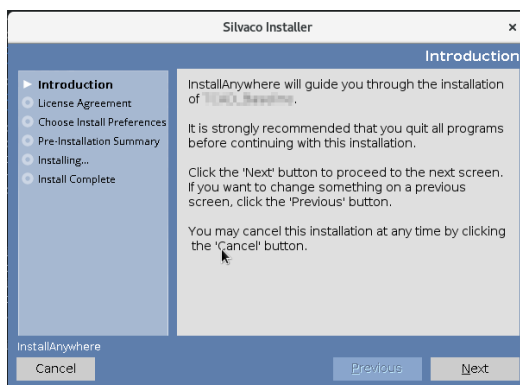 Silvaco Installer
Introduction
Introduction
License Agreement
Choose Install Preferences
Pre-Installation Summary
Installing...
Install Complete
InstallAnywhere will guide you through the installation
of .
It is strongly recommended that you quit all programs
before continuing with this installation.
Click the 'Next' button to proceed to the next screen.
If you want to change something on a previous
screen, click the 'Previous' button.
You may cancel this installation at any time by clicking
the 'Cancel' button.
InstallAnywhere
Cancel
Previous
Next